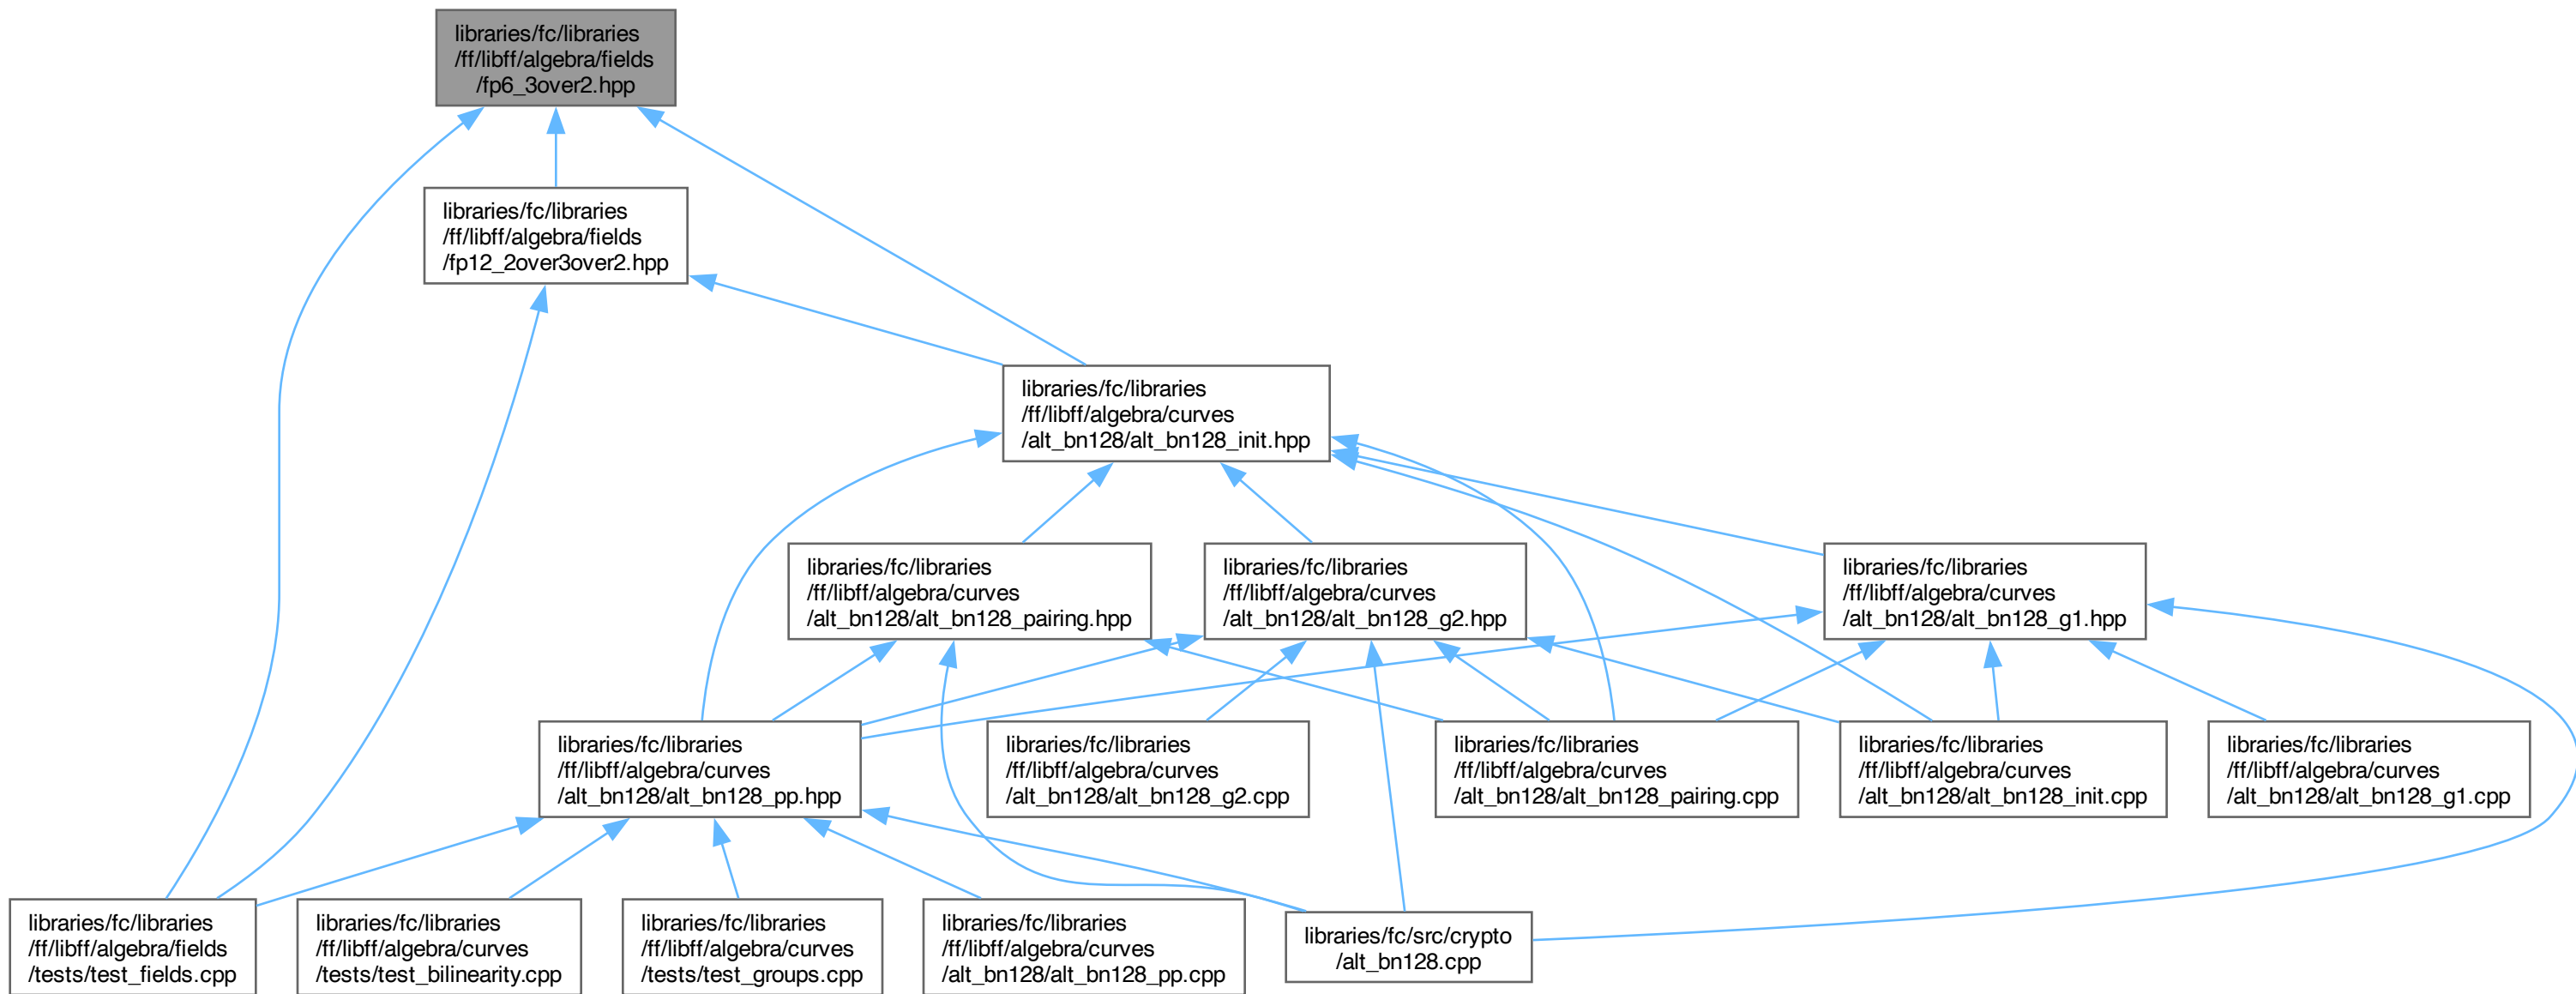 libraries/fc/libraries
/ff/libff/algebra/fields
/fp6_3over2.hpp
libraries/fc/libraries
/ff/libff/algebra/fields
/fp12_2over3over2.hpp
libraries/fc/libraries
/ff/libff/algebra/curves
/alt_bn128/alt_bn128_init.hpp
libraries/fc/libraries
/ff/libff/algebra/curves
/alt_bn128/alt_bn128_pairing.hpp
libraries/fc/libraries
/ff/libff/algebra/curves
/alt_bn128/alt_bn128_g2.hpp
libraries/fc/libraries
/ff/libff/algebra/curves
/alt_bn128/alt_bn128_g1.hpp
libraries/fc/libraries
/ff/libff/algebra/curves
/alt_bn128/alt_bn128_pp.hpp
libraries/fc/libraries
/ff/libff/algebra/curves
/alt_bn128/alt_bn128_g2.cpp
libraries/fc/libraries
/ff/libff/algebra/curves
/alt_bn128/alt_bn128_pairing.cpp
libraries/fc/libraries
/ff/libff/algebra/curves
/alt_bn128/alt_bn128_init.cpp
libraries/fc/libraries
/ff/libff/algebra/curves
/alt_bn128/alt_bn128_g1.cpp
libraries/fc/libraries
/ff/libff/algebra/fields
/tests/test_fields.cpp
libraries/fc/libraries
/ff/libff/algebra/curves
/tests/test_bilinearity.cpp
libraries/fc/libraries
/ff/libff/algebra/curves
/tests/test_groups.cpp
libraries/fc/libraries
/ff/libff/algebra/curves
/alt_bn128/alt_bn128_pp.cpp
libraries/fc/src/crypto
/alt_bn128.cpp